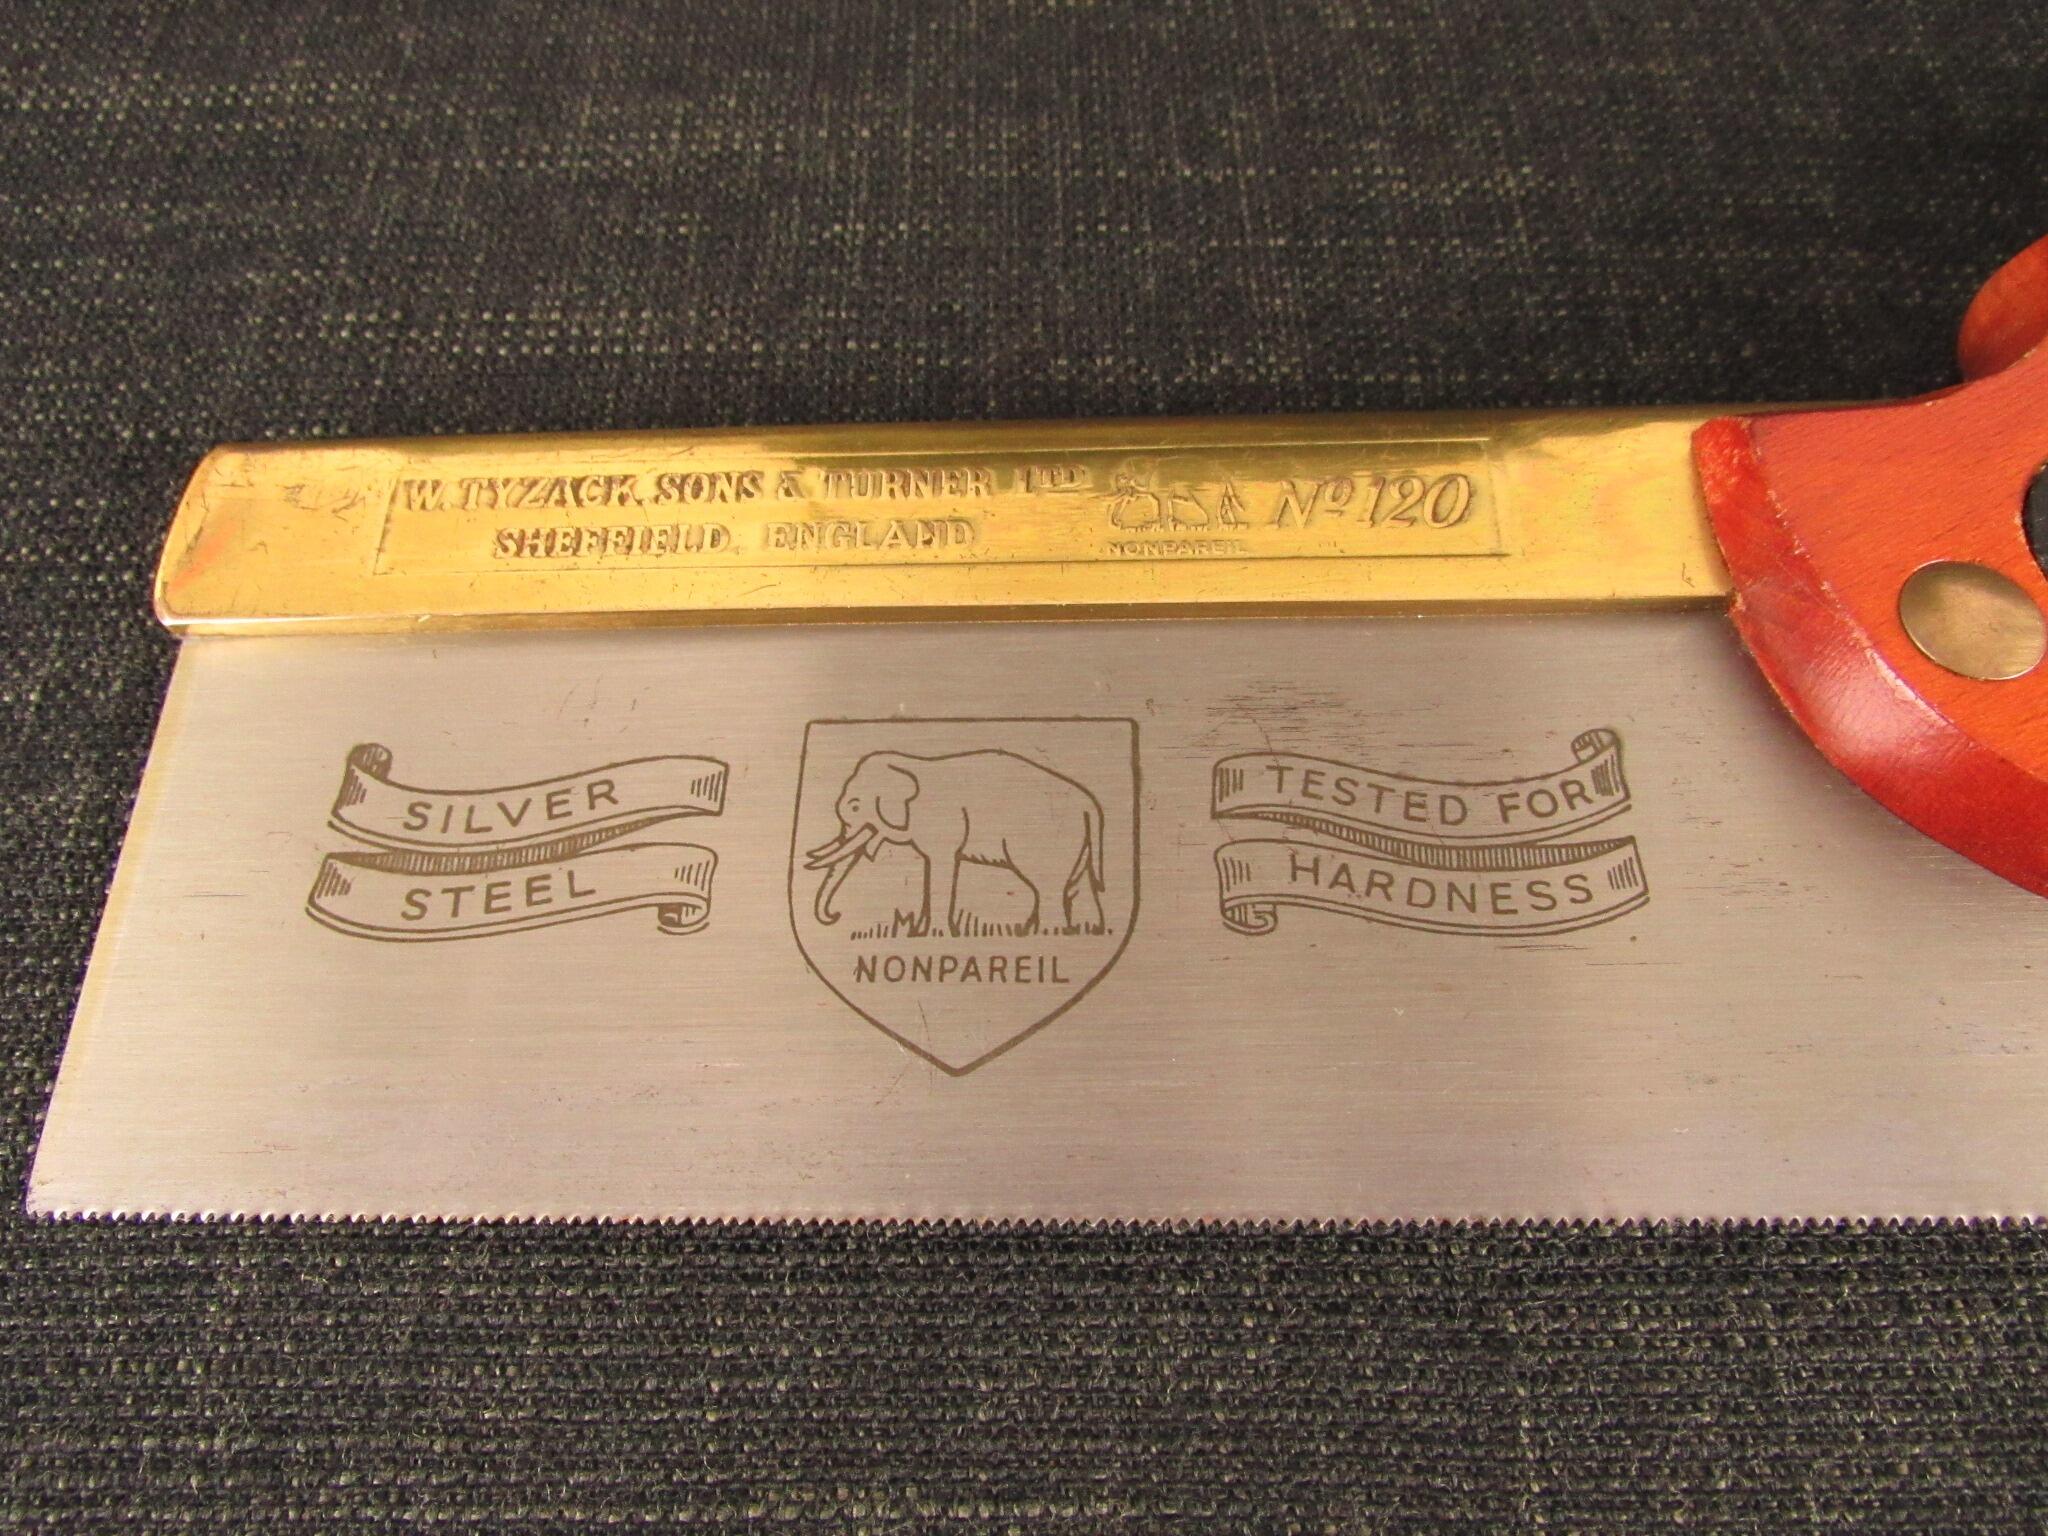 W. TYZACK, SONS & TURNER LTD
SHEFFIELD, ENGLAND
NONPAREIL
No 120
SILVER
STEEL
NONPAREIL
TESTED FOR
HARDNESS